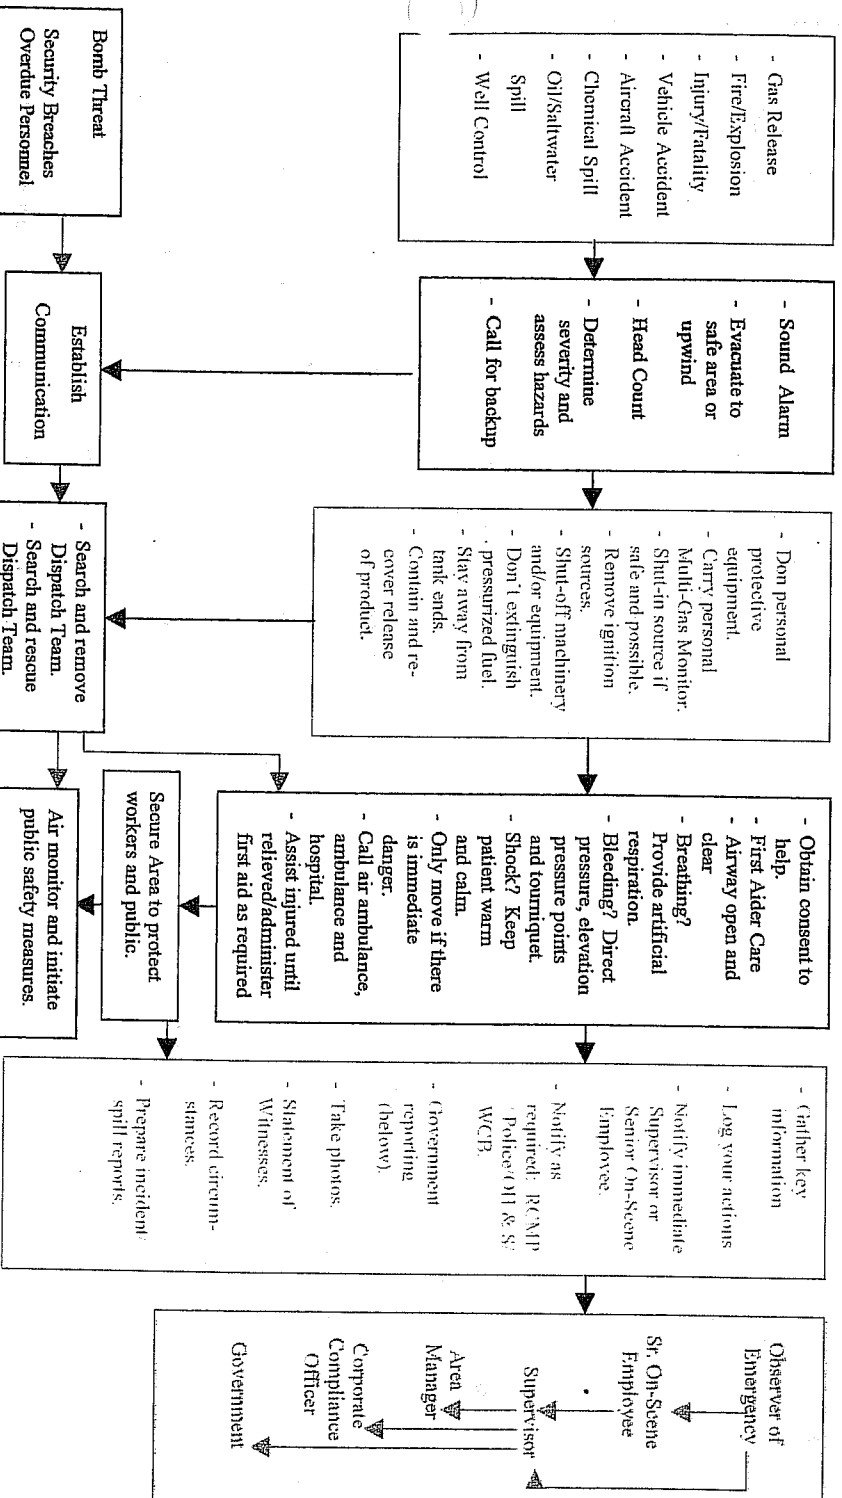 - Gas Release
- Fire/Explosion
- Injury/Fatality
- Vehicle Accident
- Aircraft Accident
- Chemical Spill
- Oil/Saltwater
Spill
- Well Control
- Sound Alarm
- Evacuate to
safe area or
upwind
- Head Count
- Determine
severity and
assess hazards
- Call for backup
- Don personal
protective
equipment.
- Carry personal
Multi-Gas Monitor.
- Shut-in source if
safe and possible.
- Remove ignition
sources.
- Shut-off machinery
and/or equipment.
- Don't extinguish
pressurized fuel.
- Stay away from
tank ends.
- Contain and re-
cover release
of product.
- Obtain consent to
help.
- First Aider Care
- Airway open and
clear
- Breathing?
Provide artificial
respiration.
- Bleeding? Direct
pressure, elevation
pressure points
and tourniquet.
- Shock? Keep
patient warm
and calm.
- Only move if there
is immediate
danger.
- Call air ambulance,
ambulance and
hospital.
- Assist injured until
relieved/administer
first aid as required
- Gather key
information
- Log your actions
- Notify immediate
Supervisor or
Senior On-Scene
Employee.
- Notify as
required: RCMP
Police/OH & S/
WCB.
- Government
reporting
(below).
- Take photos.
- Statement of
Witnesses.
- Record circum-
stances.
- Prepare incident/
spill reports.
Observer of
Emergency
Sr. On-Scene
Employee
Supervisor
Area
Manager
Corporate
Compliance
Officer
Government
Bomb Threat
Security Breaches
Overdue Personnel
Establish
Communication
- Search and remove
Dispatch Team.
- Search and rescue
Dispatch Team.
Secure Area to protect
workers and public.
Air monitor and initiate
public safety measures.